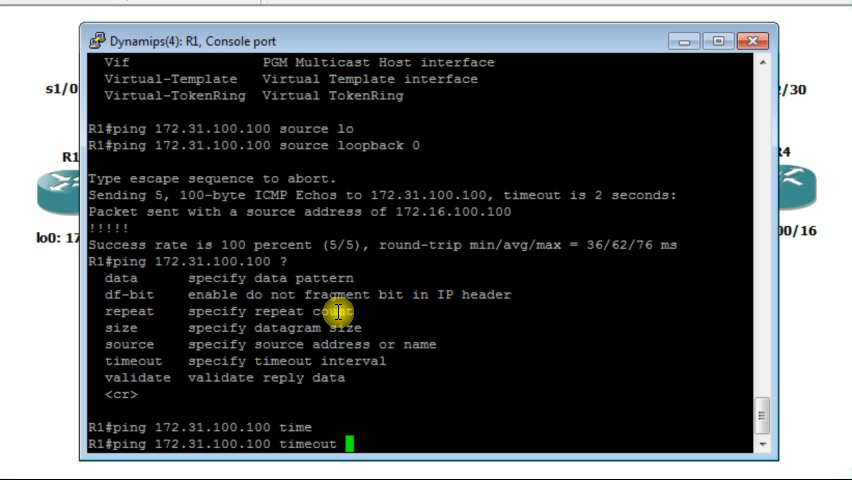 Dynamips(4): R1, Console port
Vif PGM Multicast Host interface
Virtual-Template Virtual Template interface
Virtual-TokenRing Virtual TokenRing
s1/0
/30
R1#ping 172.31.100.100 source lo
R1#ping 172.31.100.100 source loopback 0
R1
R4
Type escape sequence to abort.
Sending 5, 100-byte ICMP Echos to 172.31.100.100, timeout is 2 seconds:
Packet sent with a source address of 172.16.100.100
!!!!!
lo0: 17
00/16
Success rate is 100 percent (5/5), round-trip min/avg/max = 36/62/76 ms
R1#ping 172.31.100.100 ?
data specify data pattern
df-bit enable do not fragment bit in IP header
repeat specify repeat count
size specify datagram size
source specify source address or name
timeout specify timeout interval
validate validate reply data
<cr>
R1#ping 172.31.100.100 time
R1#ping 172.31.100.100 timeout